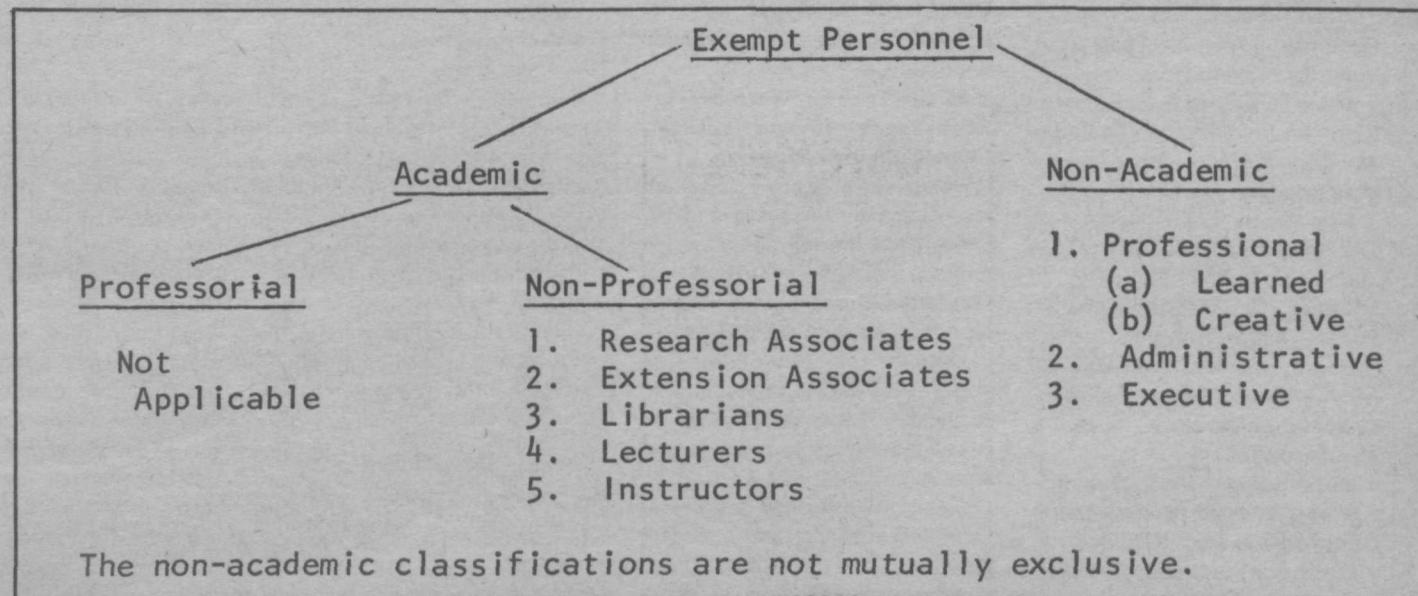 Exempt Personnel
Academic
Non-Academic
Professorial
Not
Applicable
Non-Professorial
1. Research Associates
2. Extension Associates
3. Librarians
4. Lecturers
5. Instructors
1. Professional
(a) Learned
(b) Creative
2. Administrative
3. Executive
The non-academic classifications are not mutually exclusive.